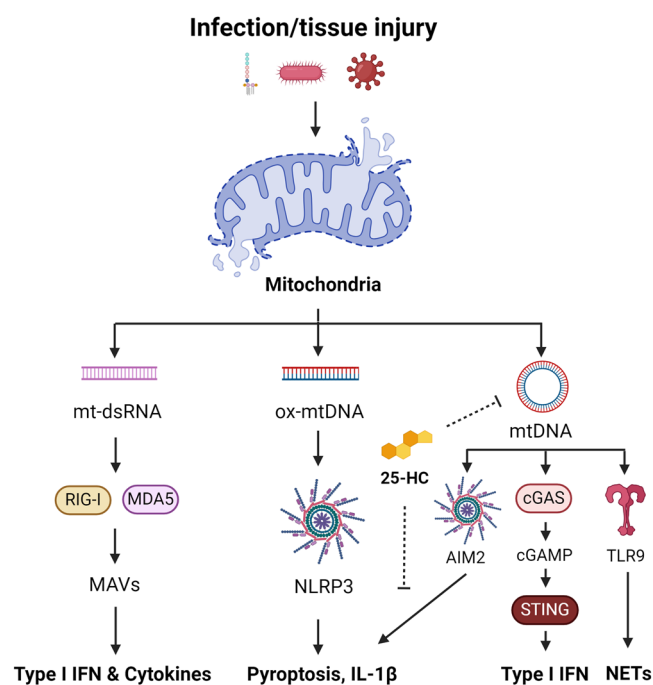 Infection/tissue injury
Mitochondria
mt-dsRNA
ox-mtDNA
mtDNA
25-HC
RIG-I
MDA5
cGAS
AIM2
cGAMP
TLR9
MAVs
NLRP3
STING
Type I IFN & Cytokines
Pyroptosis, IL-1β
Type I IFN
NETs